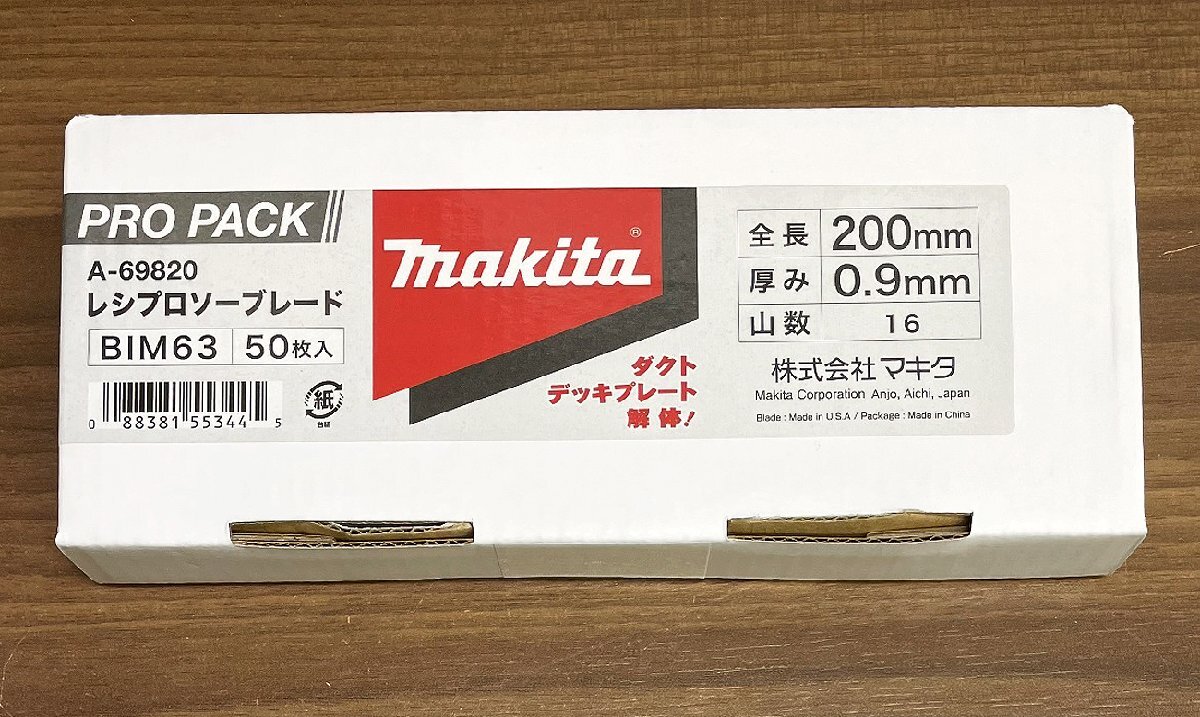 PRO PACK
A-69820
レシプロソーブレード
BIM63 50枚入
0 88381 55344 5
紙
台紙
makita®
ダクト
デッキプレート
解体!
全長 200mm
厚み 0.9mm
山数 16
株式会社 マキタ
Makita Corporation Anjo, Aichi, Japan
Blade : Made in U.S.A / Package : Made in China